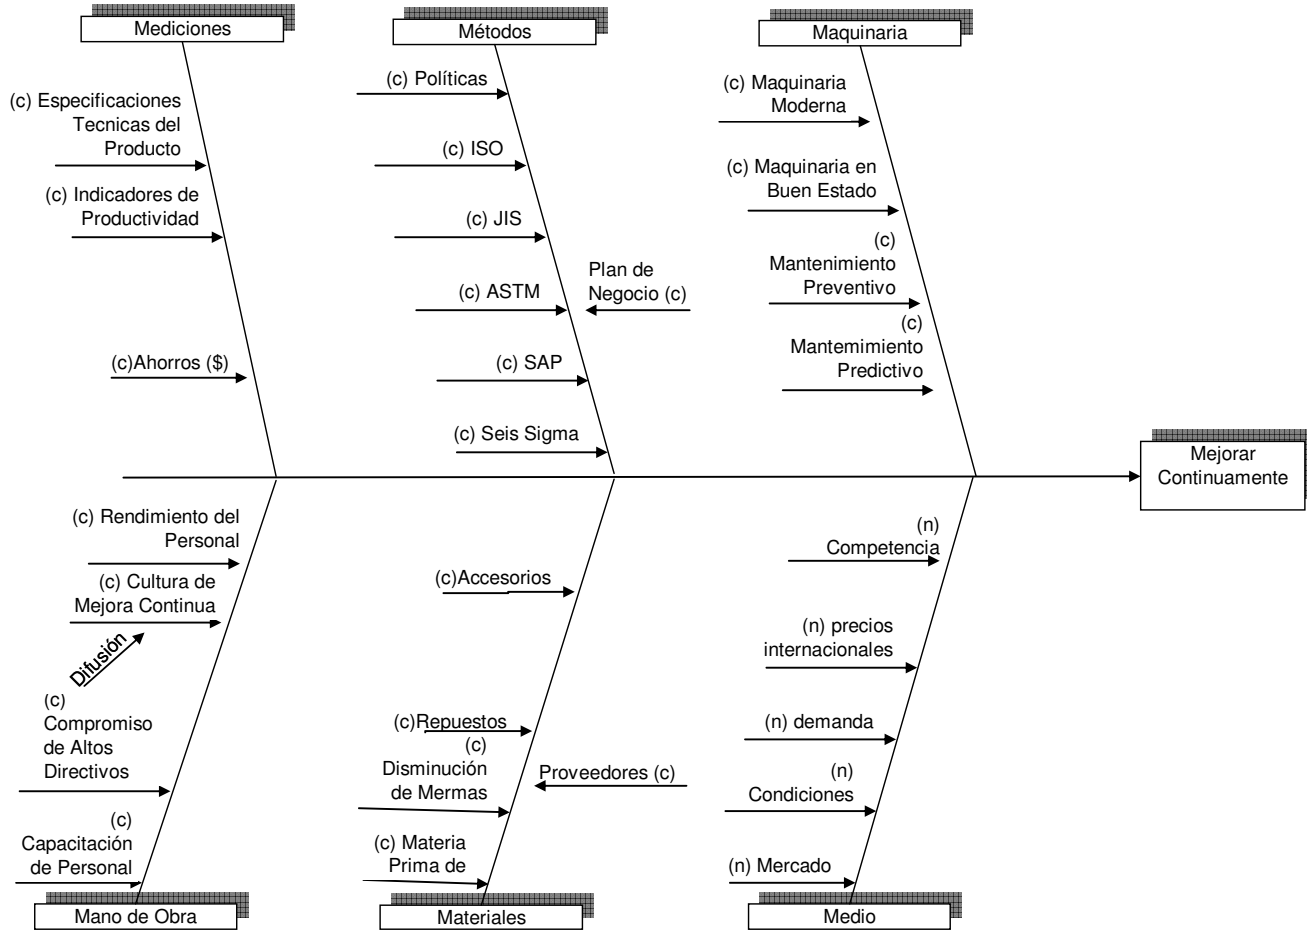 Mediciones
Métodos
Maquinaria
(c) Especificaciones
Tecnicas del
Producto
(c) Indicadores de
Productividad
(c)Ahorros ($)
(c) Políticas
(c) ISO
(c) JIS
(c) ASTM
Plan de
Negocio (c)
(c) SAP
(c) Seis Sigma
(c) Maquinaria
Moderna
(c) Maquinaria en
Buen Estado
(c)
Mantenimiento
Preventivo
(c)
Mantemimiento
Predictivo
Mejorar
Continuamente
(c) Rendimiento del
Personal
(c) Cultura de
Mejora Continua
Difusión
(c)
Compromiso
de Altos
Directivos
(c)
Capacitación
de Personal
(c)Accesorios
(c)Repuestos
(c)
Disminución
de Mermas
Proveedores (c)
(c) Materia
Prima de
(n)
Competencia
(n) precios
internacionales
(n) demanda
(n)
Condiciones
(n) Mercado
Mano de Obra
Materiales
Medio